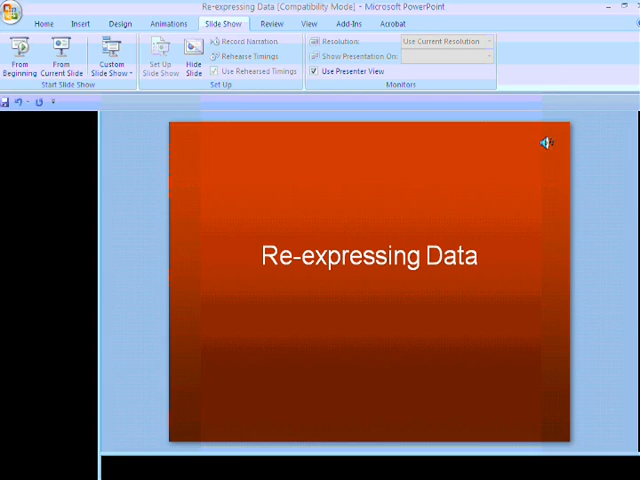 Re-expressing Data [Compatibility Mode] - Microsoft PowerPoint
Home Insert Design Animations Slide Show Review View Add-Ins Acrobat
From Beginning
From Current Slide
Custom Slide Show
Start Slide Show
Set Up Slide Show
Hide Slide
Record Narration
Rehearse Timings
Use Rehearsed Timings
Set Up
Resolution: Use Current Resolution
Show Presentation On:
Use Presenter View
Monitors
Re-expressing Data